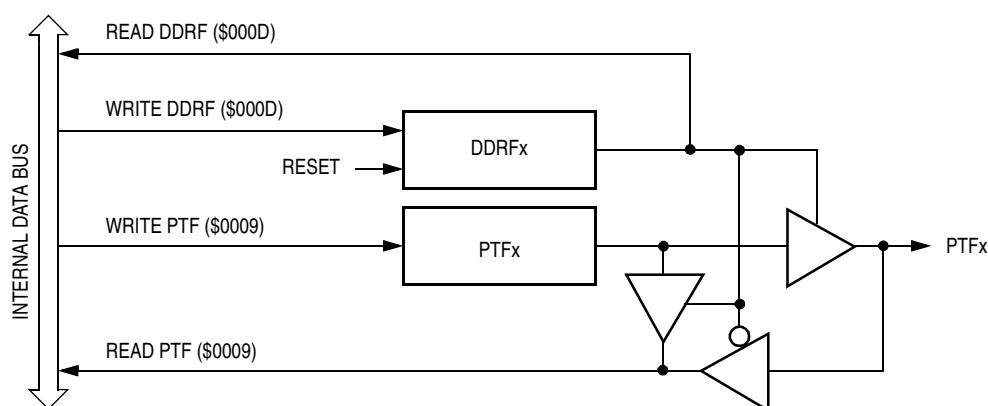 READ DDRF ($000D)
WRITE DDRF ($000D)
DDRFx
RESET
INTERNAL DATA BUS
WRITE PTF ($0009)
PTFx
PTFx
READ PTF ($0009)